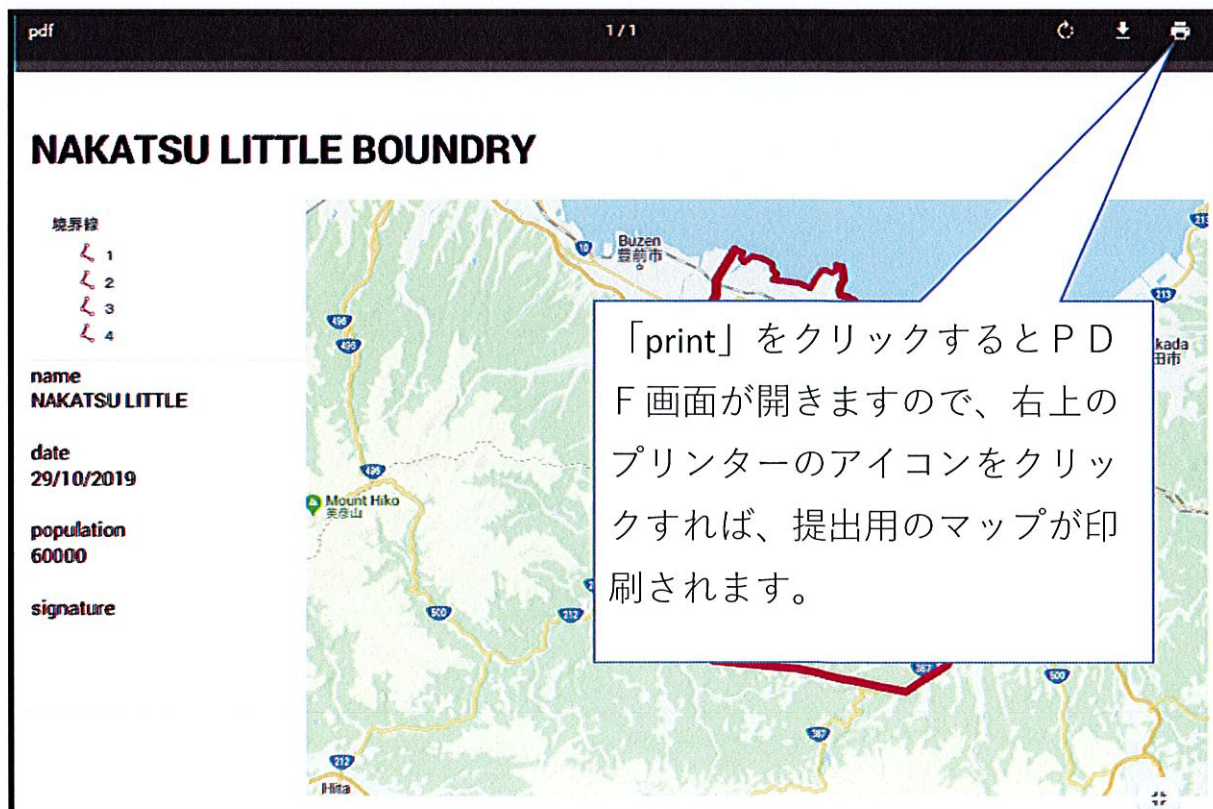 pdf
1 / 1
NAKATSU LITTLE BOUNDRY
境界線
1
2
3
4
name
NAKATSU LITTLE
date
29/10/2019
population
60000
signature
10
Buzen
豊前市
213
213
496
496
kada
田市
「print」をクリックするとＰＤ
Ｆ画面が開きますので、右上の
プリンターのアイコンをクリッ
クすれば、提出用のマップが印
刷されます。
496
Mount Hiko
英彦山
500
212
387
500
387
212
Hita